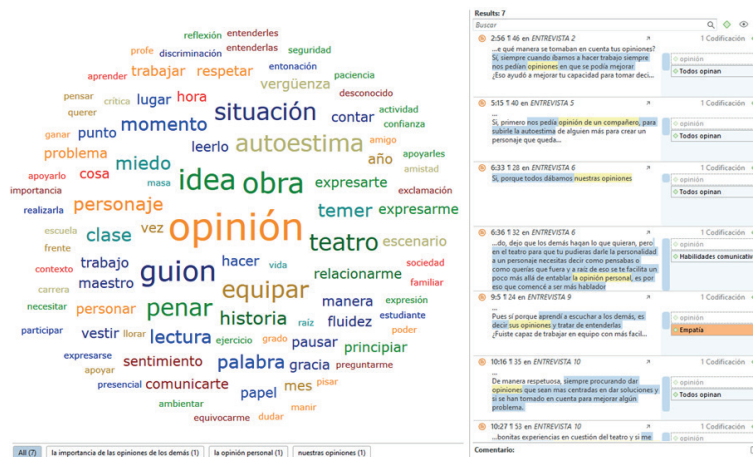 reflexión entenderles
profe discriminación entenderlas seguridad
entonación
aprender trabajar respetar paciencia
vergüenza desconocido
pensar crítica lugar hora actividad
querer situación contar confianza
ganar punto momento leerlo autoestima amigo
problema apoyarles
apoyarlo cosa miedo año amistad
importancia masa idea obra expresarte exclamación
realizarla personaje temer expresarme
escuela vez opinión
frente clase teatro escenario
contexto trabajo guion hacer vida sociedad
carrera maestro relacionarme familiar
necesitar personar penar equipar manera expresión
historia raíz fluidez estudiante
participar vestir llorar lectura ejercicio grado pausar poder
expresarse principiar
apoyar sentimiento palabra gracia preguntarme
presencial comunicarte papel mes pisar
ambientar dudar manir
equivocarme
All (7) la importancia de las opiniones de los demás (1) la opinión personal (1) nuestras opiniones (1)
Results: 7
Buscar
2:56 ¶ 46 en ENTREVISTA 2 1 Codificación
...e qué manera se tomaban en cuenta tus opiniones?
Si, siempre cuando íbamos a hacer trabajo siempre
nos pedían opiniones en que se podía mejorar
¿Eso ayudó a mejorar tu capacidad para tomar deci...
opinión
Todos opinan
5:15 ¶ 40 en ENTREVISTA 5 1 Codificación
...
Si, primero nos pedía opinión de un compañero, para
subirle la autoestima de alguien más para crear un
personaje que queda...
opinión
Todos opinan
6:33 ¶ 28 en ENTREVISTA 6 1 Codificación
Si, porque todos dábamos nuestras opiniones
opinión
Todos opinan
6:36 ¶ 32 en ENTREVISTA 6 1 Codificación
...do, dejo que los demás hagan lo que quieran, pero
en el teatro para que tu pudieras darle la personalidad
a un personaje necesitas decir como pensabas o
como querías que fuera y a raíz de eso se te facilita un
poco más allá de entablar la opinión personal, es por
eso que comencé a ser más hablador
opinión
Habilidades comunicativ
9:5 ¶ 24 en ENTREVISTA 9 1 Codificación
...
Pues sí porque aprendí a escuchar a los demás, es
decir sus opiniones y tratar de entenderlas
¿Fuiste capaz de trabajar en equipo con más facil...
opinión
Empatía
10:16 ¶ 35 en ENTREVISTA 10 1 Codificación
...
De manera respetuosa, siempre procurando dar
opiniones que sean mas centradas en dar soluciones y
si se han tomado en cuenta para mejorar algún
problema.
opinión
Todos opinan
10:27 ¶ 53 en ENTREVISTA 10 1 Codificación
...bonitas experiencias en cuestión del teatro y si me
opinión
Comentario: